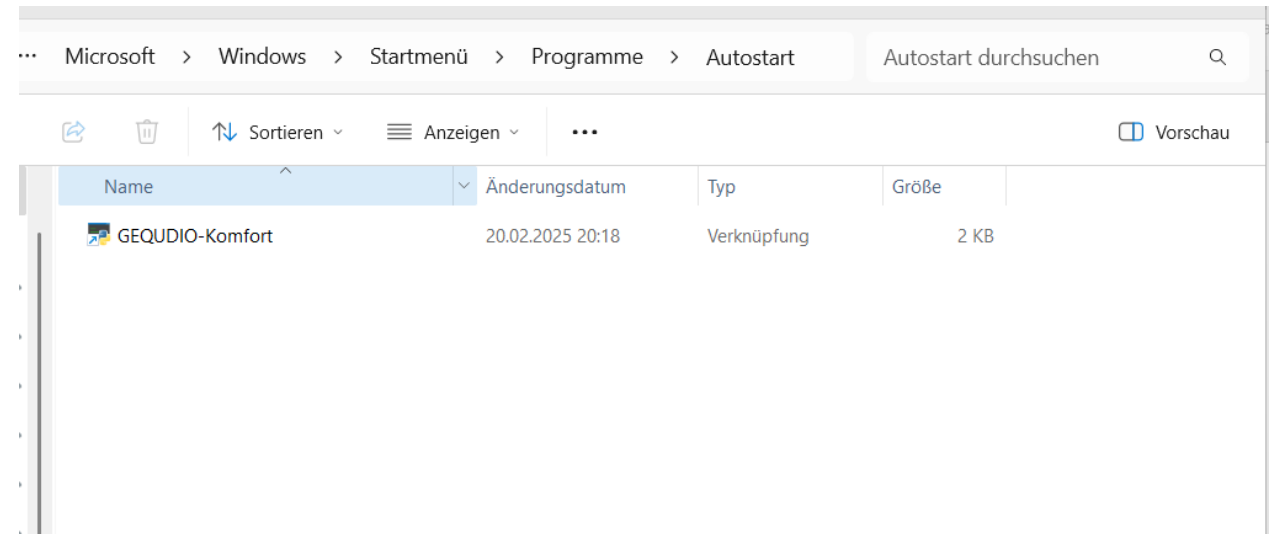 ... Microsoft > Windows > Startmenü > Programme > Autostart Autostart durchsuchen
Sortieren Anzeigen ... Vorschau
Name Änderungsdatum Typ Größe
GEQUDIO-Komfort 20.02.2025 20:18 Verknüpfung 2 KB